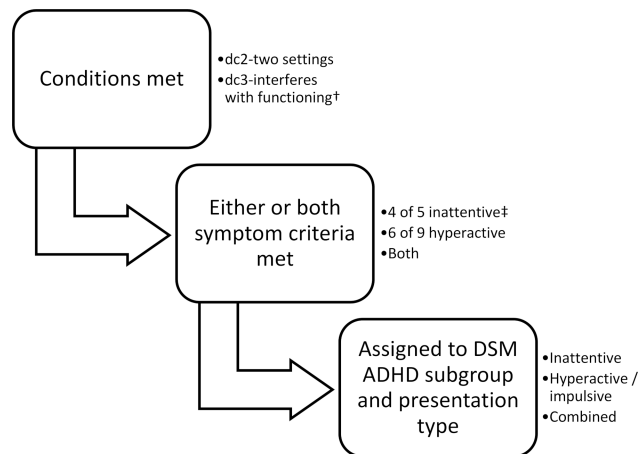 Conditions met
•dc2-two settings
•dc3-interferes
with functioning†
Either or both
symptom criteria
met
•4 of 5 inattentive‡
•6 of 9 hyperactive
•Both
Assigned to DSM
ADHD subgroup
and presentation
type
•Inattentive
•Hyperactive /
impulsive
•Combined